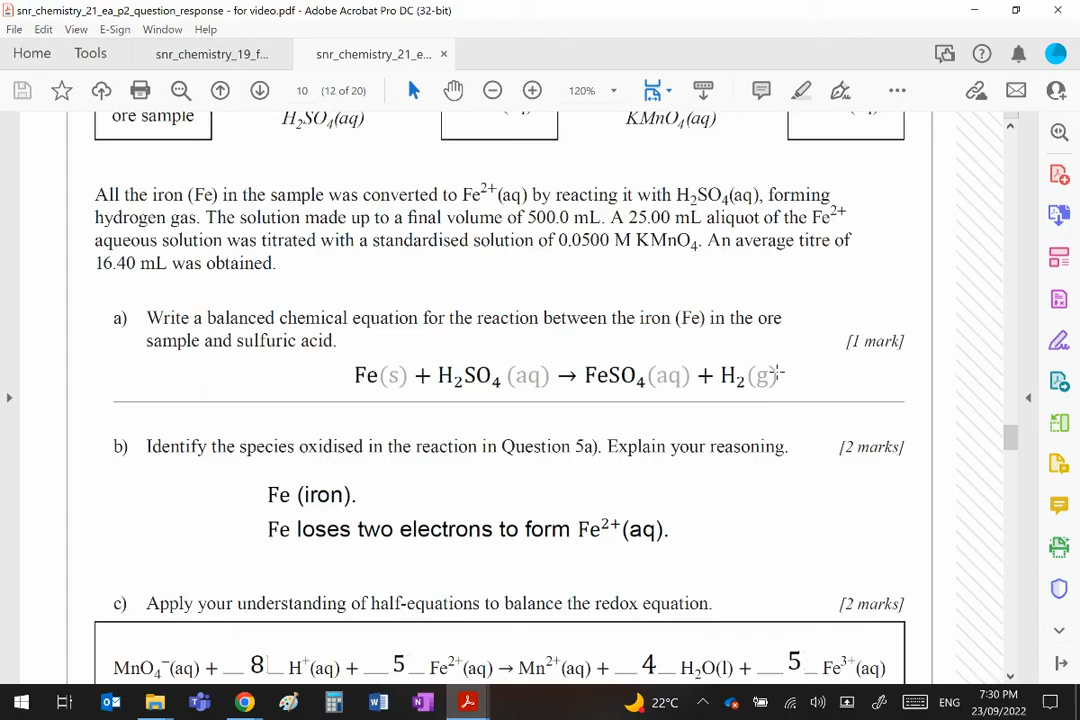 snr_chemistry_21_ea_p2_question_response - for video.pdf - Adobe Acrobat Pro DC (32-bit)
File Edit View E-Sign Window Help
Home Tools snr_chemistry_19_f... snr_chemistry_21_e... ×
10 (12 of 20) 120%
ore sample H₂SO₄(aq) KMnO₄(aq)
All the iron (Fe) in the sample was converted to Fe²⁺(aq) by reacting it with H₂SO₄(aq), forming
hydrogen gas. The solution made up to a final volume of 500.0 mL. A 25.00 mL aliquot of the Fe²⁺
aqueous solution was titrated with a standardised solution of 0.0500 M KMnO₄. An average titre of
16.40 mL was obtained.
a) Write a balanced chemical equation for the reaction between the iron (Fe) in the ore
sample and sulfuric acid. [1 mark]
Fe(s) + H₂SO₄ (aq) → FeSO₄(aq) + H₂(g)
b) Identify the species oxidised in the reaction in Question 5a). Explain your reasoning. [2 marks]
Fe (iron).
Fe loses two electrons to form Fe²⁺(aq).
c) Apply your understanding of half-equations to balance the redox equation. [2 marks]
MnO₄⁻(aq) + __ 8 __ H⁺(aq) + __ 5 __ Fe²⁺(aq) → Mn²⁺(aq) + __ 4 __ H₂O(l) + __ 5 __ Fe³⁺(aq)
22°C ENG 7:30 PM
23/09/2022